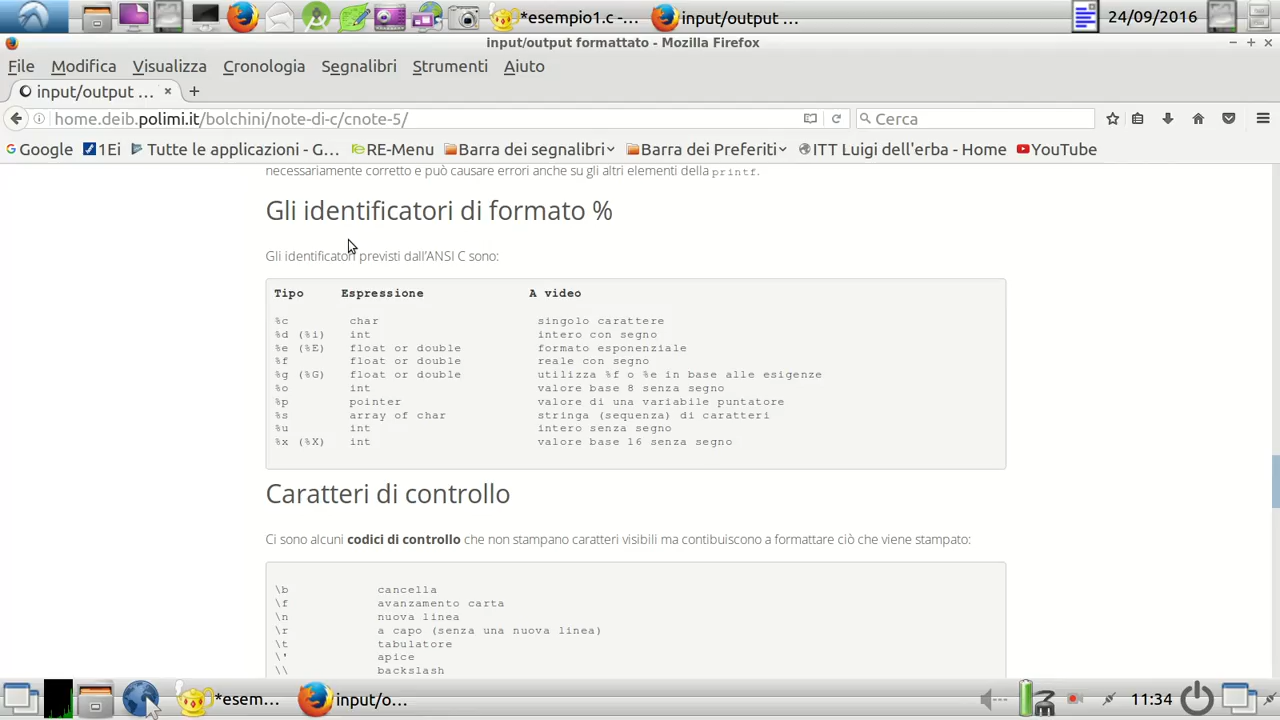 *esempio1.c -...
input/output ...
24/09/2016
input/output formattato - Mozilla Firefox
File Modifica Visualizza Cronologia Segnalibri Strumenti Aiuto
input/output ... × +
home.deib.polimi.it/bolchini/note-di-c/cnote-5/
Cerca
Google 1Ei Tutte le applicazioni - G... RE-Menu Barra dei segnalibri Barra dei Preferiti ITT Luigi dell'erba - Home YouTube
necessariamente corretto e può causare errori anche su gli altri elementi della printf.
Gli identificatori di formato %
Gli identificatori previsti dall'ANSI C sono:
Tipo Espressione A video
%c char singolo carattere
%d (%i) int intero con segno
%e (%E) float or double formato esponenziale
%f float or double reale con segno
%g (%G) float or double utilizza %f o %e in base alle esigenze
%o int valore base 8 senza segno
%p pointer valore di una variabile puntatore
%s array of char stringa (sequenza) di caratteri
%u int intero senza segno
%x (%X) int valore base 16 senza segno
Caratteri di controllo
Ci sono alcuni codici di controllo che non stampano caratteri visibili ma contibuiscono a formattare ciò che viene stampato:
\b cancella
\f avanzamento carta
\n nuova linea
\r a capo (senza una nuova linea)
\t tabulatore
\' apice
\\ backslash
*esem...
input/o...
11:34